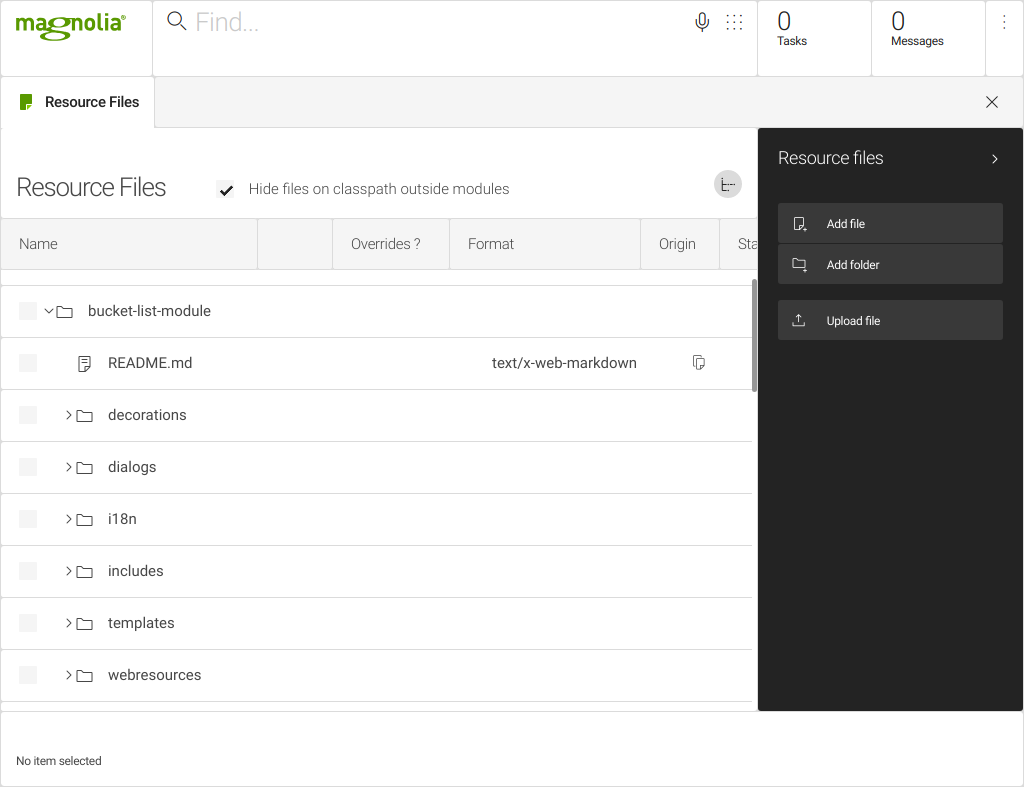 magnolia®
Find...
0
Tasks
0
Messages
Resource Files
Resource Files
Hide files on classpath outside modules
Name
Overrides ?
Format
Origin
Sta
bucket-list-module
README.md
text/x-web-markdown
decorations
dialogs
i18n
includes
templates
webresources
Resource files
Add file
Add folder
Upload file
No item selected